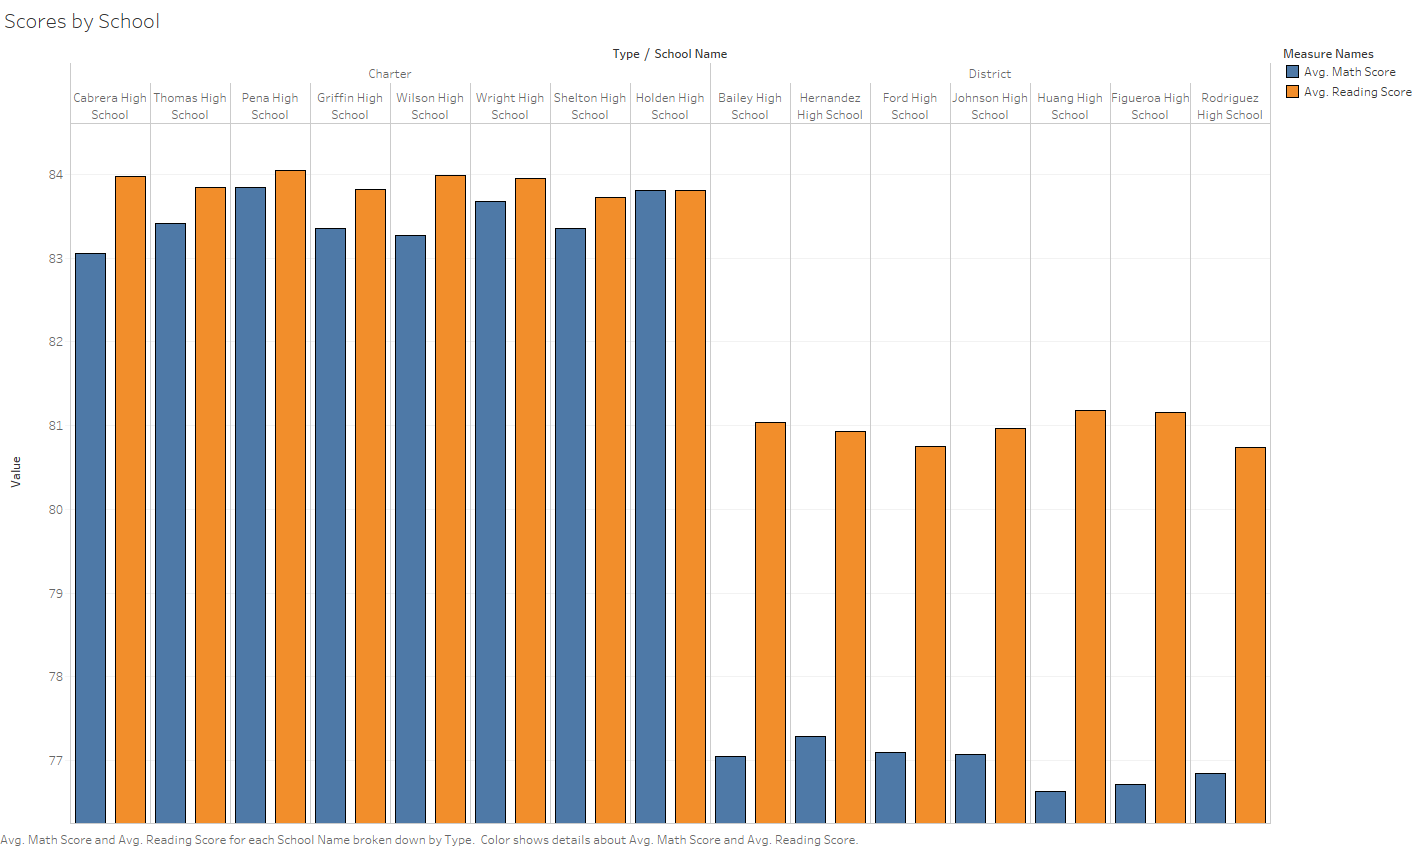 Scores by School
Type / School Name
Measure Names
Charter
District
Avg. Math Score
Avg. Reading Score
Cabrera High School
Thomas High School
Pena High School
Griffin High School
Wilson High School
Wright High School
Shelton High School
Holden High School
Bailey High School
Hernandez High School
Ford High School
Johnson High School
Huang High School
Figueroa High School
Rodriguez High School
84
83
82
81
80
79
78
77
Value
Avg. Math Score and Avg. Reading Score for each School Name broken down by Type.  Color shows details about Avg. Math Score and Avg. Reading Score.